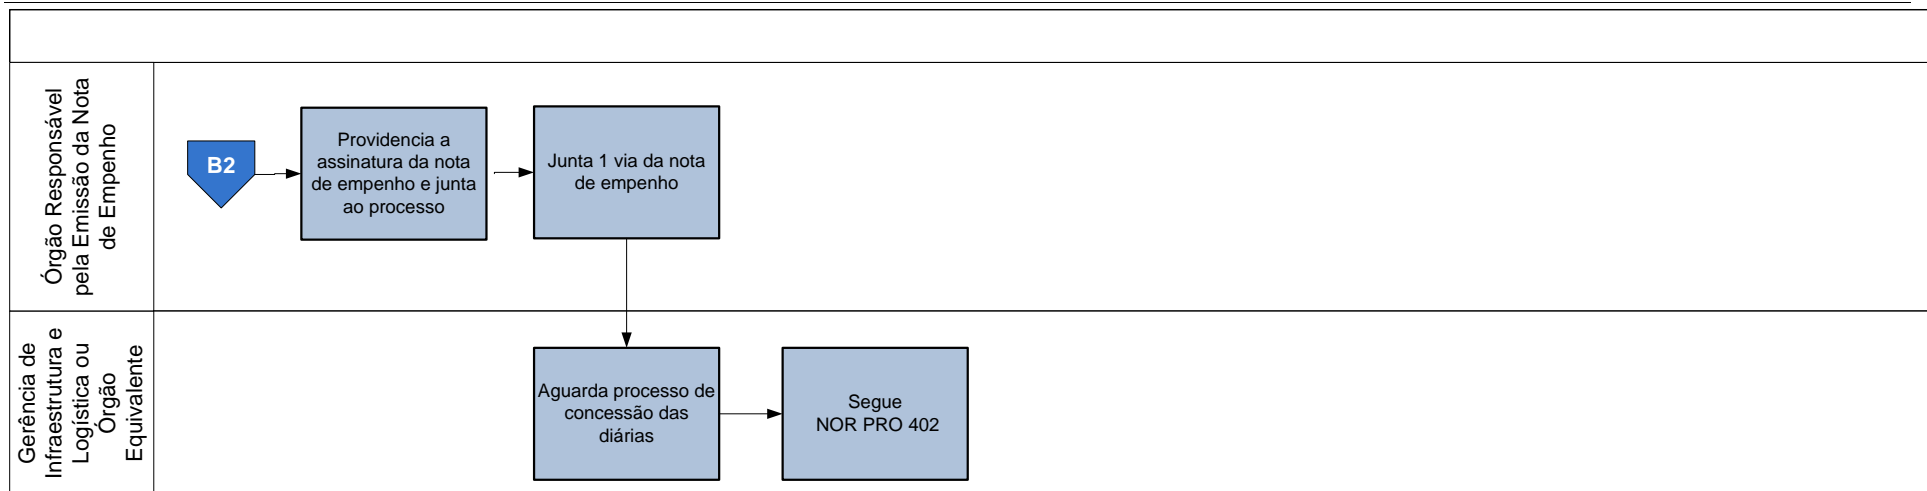 Órgão Responsável
pela Emissão da Nota
de Empenho
B2
Providencia a
assinatura da nota
de empenho e junta
ao processo
Junta 1 via da nota
de empenho
Gerência de
Infraestrutura e
Logística ou
Órgão
Equivalente
Aguarda processo de
concessão das
diárias
Segue
NOR PRO 402